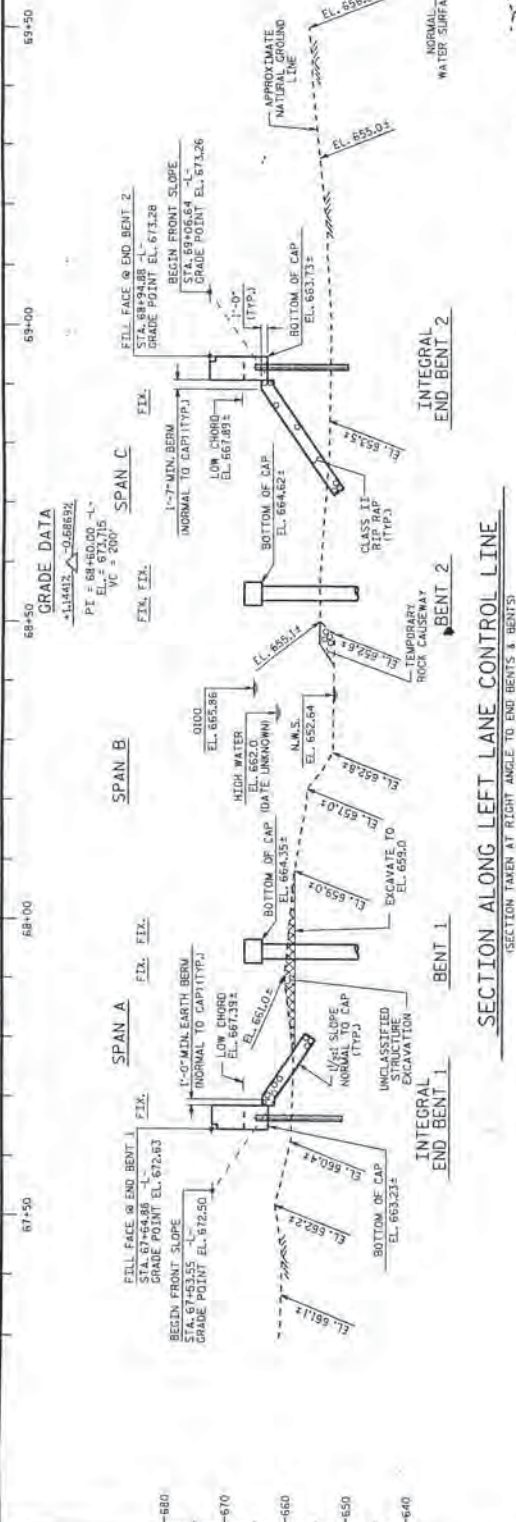 67+50
68+00
68+50
69+00
69+50
GRADE DATA
+1.1441% -0.6869%
PI = 68+60.00 -L-
EL. = 673.715
VC = 200'
FILL FACE @ END BENT 1
STA. 67+64.86 -L-
GRADE POINT EL. 672.63
BEGIN FRONT SLOPE
STA. 67+53.55 -L-
GRADE POINT EL. 672.50
SPAN A
SPAN B
SPAN C
FIX.
FIX. FIX.
FIX. FIX.
FIX.
FILL FACE @ END BENT 2
STA. 68+94.88 -L-
GRADE POINT EL. 673.28
BEGIN FRONT SLOPE
STA. 69+06.64 -L-
GRADE POINT EL. 673.26
1'-0" MIN. EARTH BERM
(NORMAL TO CAP)(TYP.)
LOW CHORD
EL. 667.39±
EL. 661.0±
BOTTOM OF CAP
EL. 664.35±
Q100
EL. 665.86
HIGH WATER
EL. 662.0
(DATE UNKNOWN)
N.W.S.
EL. 652.64
EL. 655.1±
1'-7" MIN. BERM
(NORMAL TO CAP)(TYP.)
LOW CHORD
EL. 667.89±
BOTTOM OF CAP
EL. 664.62±
1'-0"
(TYP.)
BOTTOM OF CAP
EL. 663.73±
APPROXIMATE
NATURAL GROUND
LINE
EL. 655.0±
NORMAL
680
670
660
650
640
EL. 661.1±
EL. 662.2±
EL. 660.4±
BOTTOM OF CAP
EL. 663.23±
1½:1 SLOPE
NORMAL TO CAP
(TYP.)
UNCLASSIFIED
STRUCTURE
EXCAVATION
EXCAVATE TO
EL. 659.0
EL. 659.0±
EL. 657.0±
EL. 652.8±
EL. 652.6±
TEMPORARY
ROCK CAUSEWAY
CLASS II
RIP RAP
(TYP.)
EL. 653.5±
INTEGRAL
END BENT 1
BENT 1
BENT 2
INTEGRAL
END BENT 2
SECTION ALONG LEFT LANE CONTROL LINE
(SECTION TAKEN AT RIGHT ANGLE TO END BENTS & BENTS)